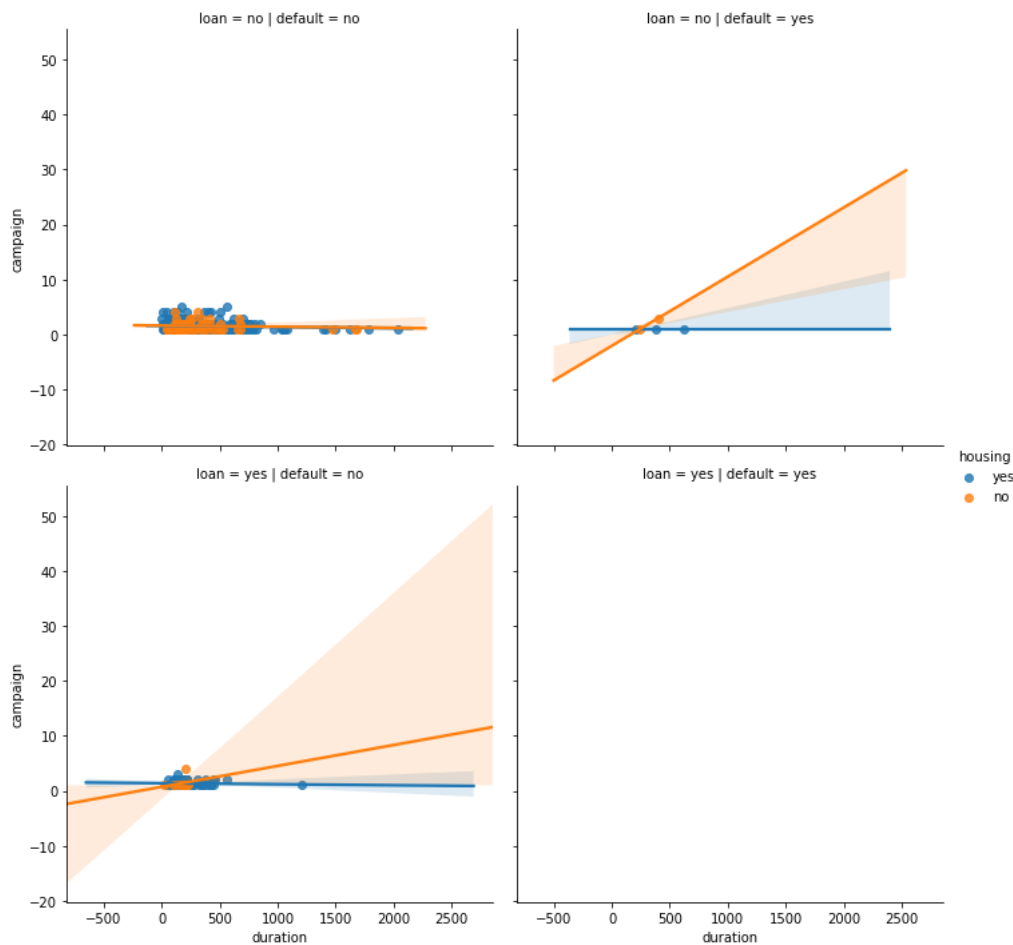 loan = no | default = no
loan = no | default = yes
50
40
30
20
10
0
−10
−20
campaign
loan = yes | default = no
loan = yes | default = yes
housing
yes
no
50
40
30
20
10
0
−10
−20
campaign
−500 0 500 1000 1500 2000 2500
−500 0 500 1000 1500 2000 2500
duration
duration